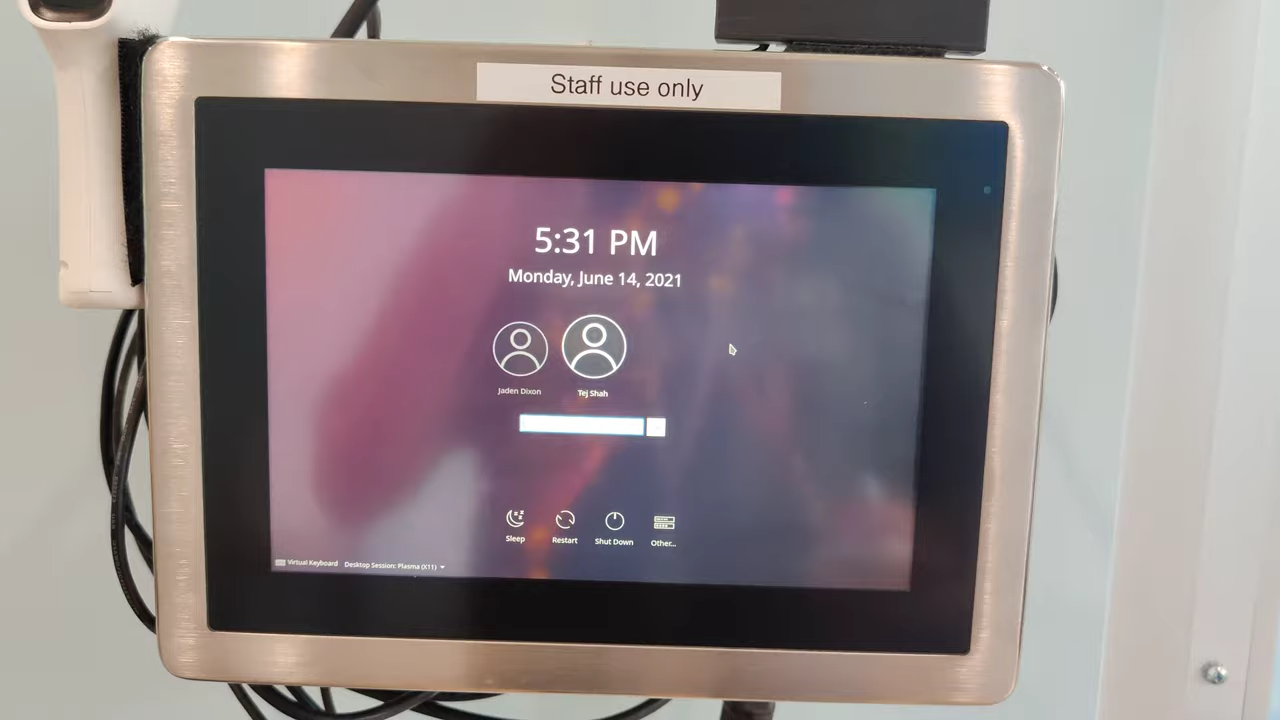 Staff use only
5:31 PM
Monday, June 14, 2021
Jaden Dixon
Tej Shah
Sleep
Restart
Shut Down
Other...
Virtual Keyboard
Desktop Session: Plasma (X11)